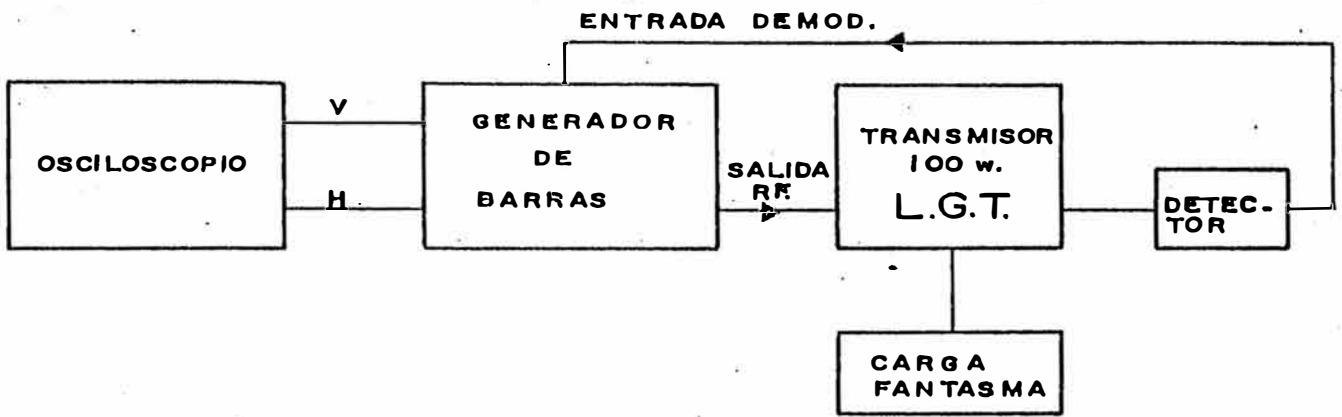 ENTRADA DEMOD.
OSCILOSCOPIO
V
H
GENERADOR
DE
BARRAS
SALIDA
RF.
TRANSMISOR
100 w.
L.G.T.
DETEC-
TOR
CARGA
FANTASMA